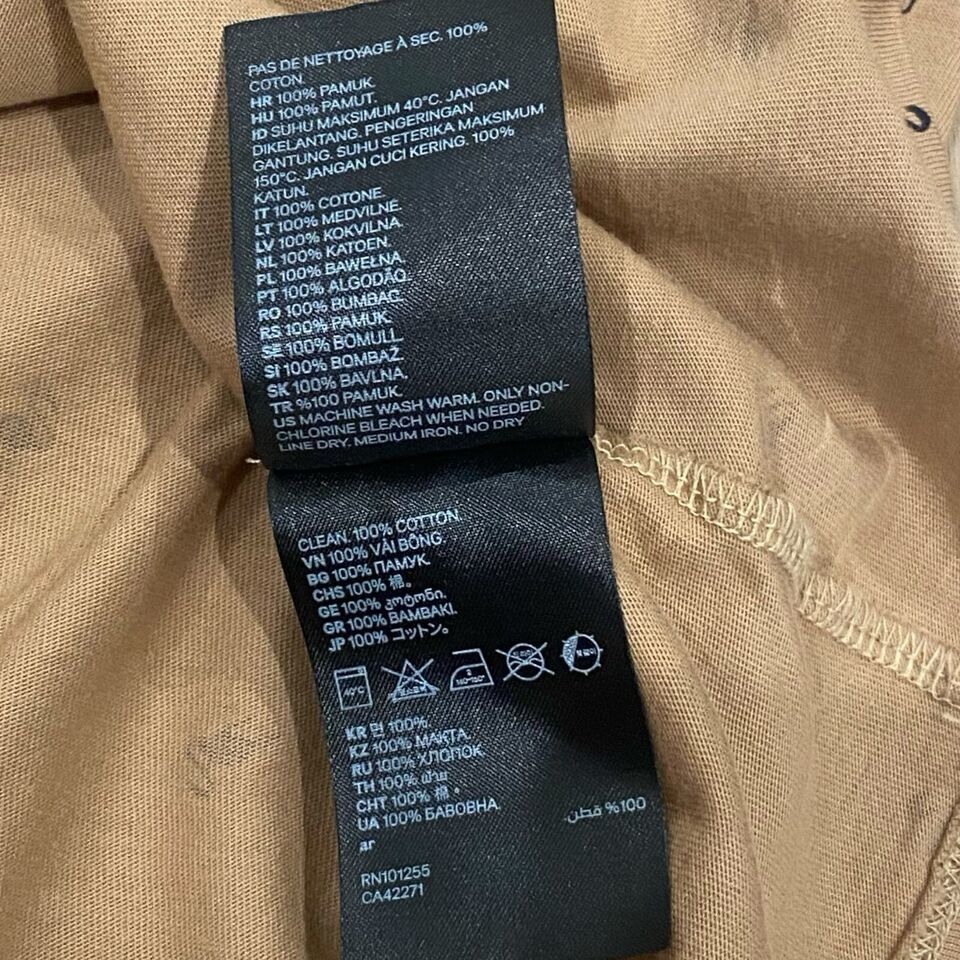 PAS DE NETTOYAGE À SEC. 100%
COTON.
HR 100% PAMUK.
HU 100% PAMUT.
ID SUHU MAKSIMUM 40°C. JANGAN
DIKELANTANG. PENGERINGAN
GANTUNG. SUHU SETERIKA MAKSIMUM
150°C. JANGAN CUCI KERING. 100%
KATUN.
IT 100% COTONE.
LT 100% MEDVILNĖ.
LV 100% KOKVILNA.
NL 100% KATOEN.
PL 100% BAWEŁNA.
PT 100% ALGODÃO.
RO 100% BUMBAC.
RS 100% PAMUK.
SE 100% BOMULL.
SI 100% BOMBAŽ.
SK 100% BAVLNA.
TR %100 PAMUK.
US MACHINE WASH WARM. ONLY NON-
CHLORINE BLEACH WHEN NEEDED.
LINE DRY. MEDIUM IRON. NO DRY
CLEAN. 100% COTTON.
VN 100% VẢI BÔNG.
BG 100% ПАМУК.
CHS 100% 棉。
GE 100% კოტონი.
GR 100% ΒΑΜΒΑΚΙ.
JP 100% コットン。
40°C
KR 면 100%.
KZ 100% МАКТА.
RU 100% ХЛОПОК.
TH 100% ฝ้าย
CHT 100% 棉。
UA 100% БАВОВНА.
100% قطن.
ar
RN101255
CA42271